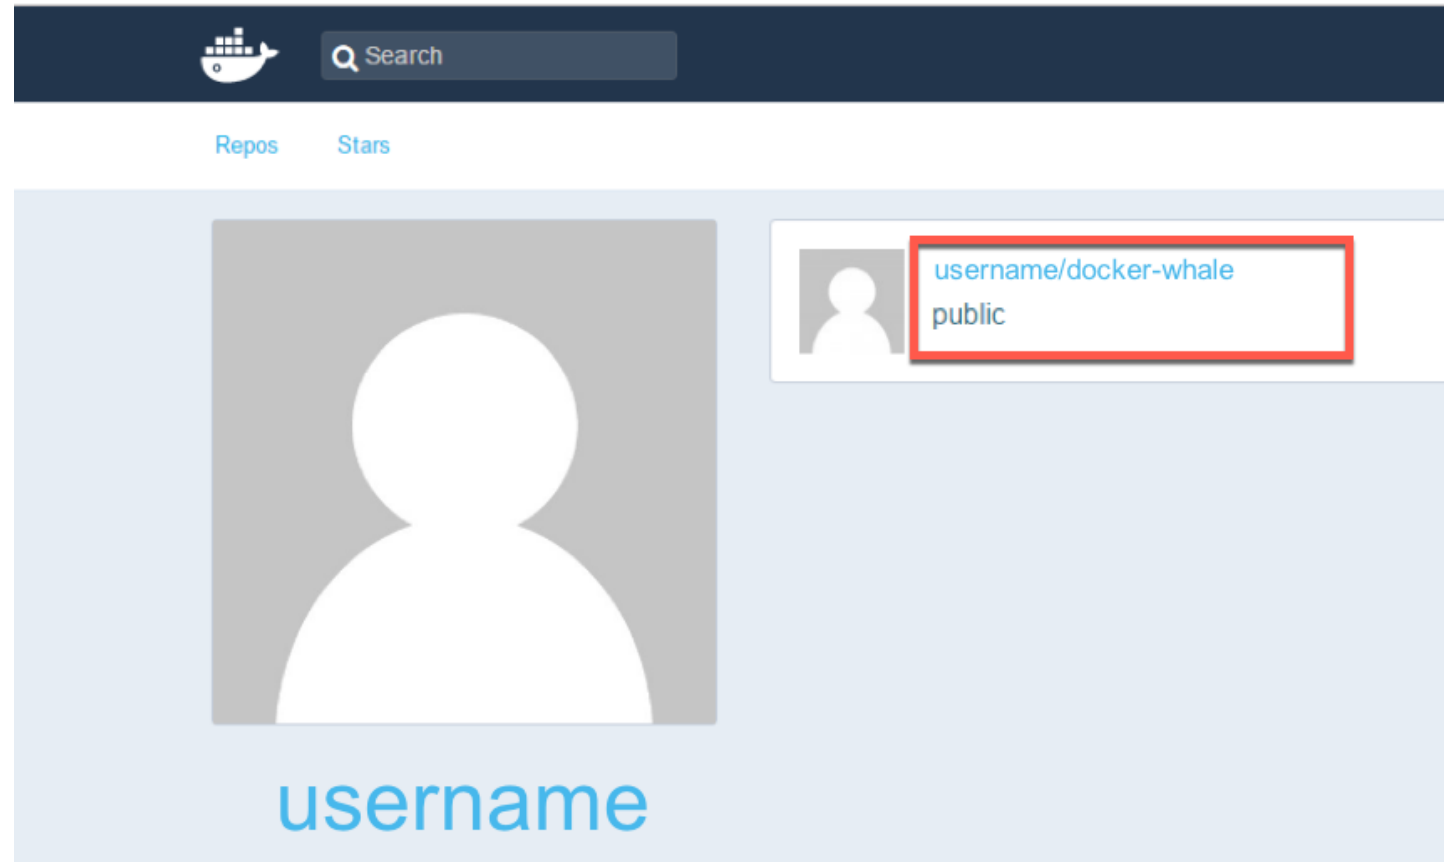 Search
Repos Stars
username/docker-whale
public
username